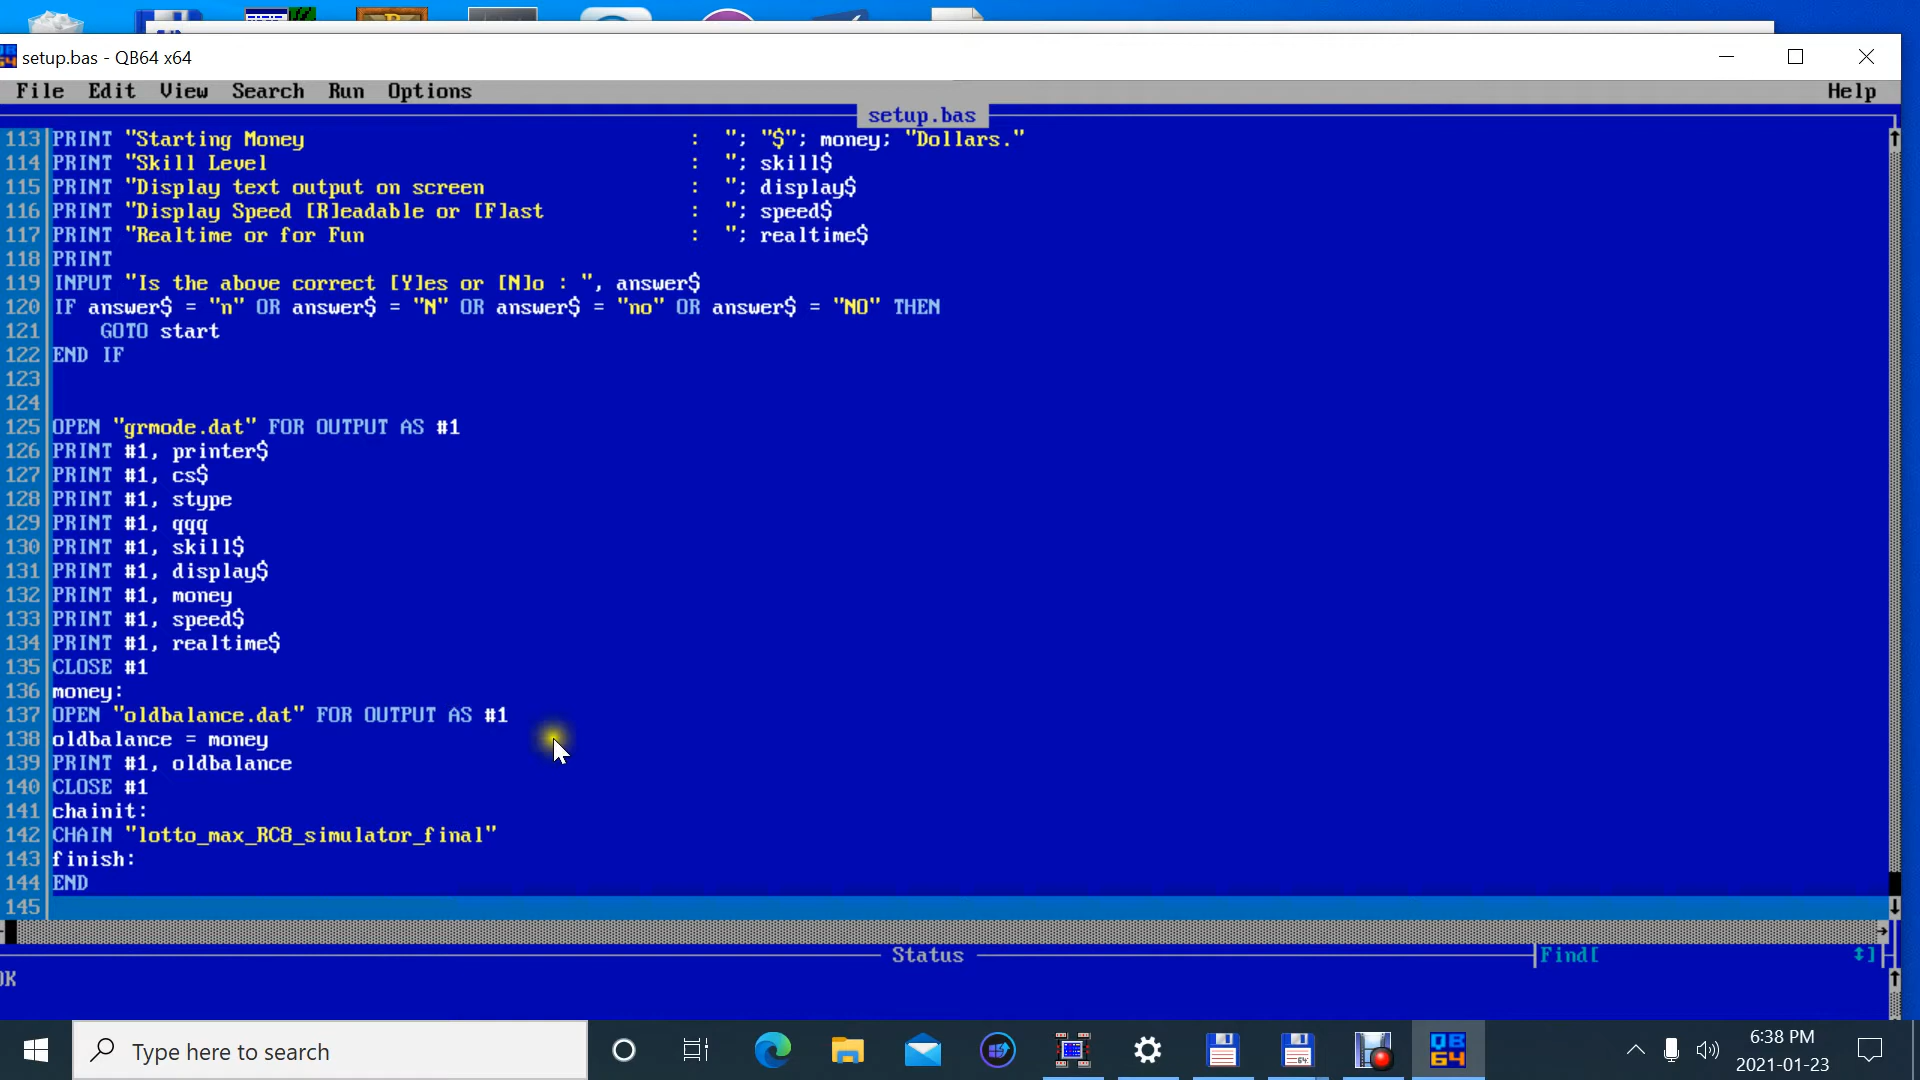 setup.bas - QB64 x64
File Edit View Search Run Options Help
setup.bas
113 PRINT "Starting Money : "; "$"; money; "Dollars."
114 PRINT "Skill Level : "; skill$
115 PRINT "Display text output on screen : "; display$
116 PRINT "Display Speed [R]eadable or [F]ast : "; speed$
117 PRINT "Realtime or for Fun : "; realtime$
118 PRINT
119 INPUT "Is the above correct [Y]es or [N]o : ", answer$
120 IF answer$ = "n" OR answer$ = "N" OR answer$ = "no" OR answer$ = "NO" THEN
121 GOTO start
122 END IF
123
124
125 OPEN "grmode.dat" FOR OUTPUT AS #1
126 PRINT #1, printer$
127 PRINT #1, cs$
128 PRINT #1, stype
129 PRINT #1, qqq
130 PRINT #1, skill$
131 PRINT #1, display$
132 PRINT #1, money
133 PRINT #1, speed$
134 PRINT #1, realtime$
135 CLOSE #1
136 money:
137 OPEN "oldbalance.dat" FOR OUTPUT AS #1
138 oldbalance = money
139 PRINT #1, oldbalance
140 CLOSE #1
141 chainit:
142 CHAIN "lotto_max_RC8_simulator_final"
143 finish:
144 END
145
Status
Find[ ]
OK
Type here to search
QB64
64
6:38 PM
2021-01-23